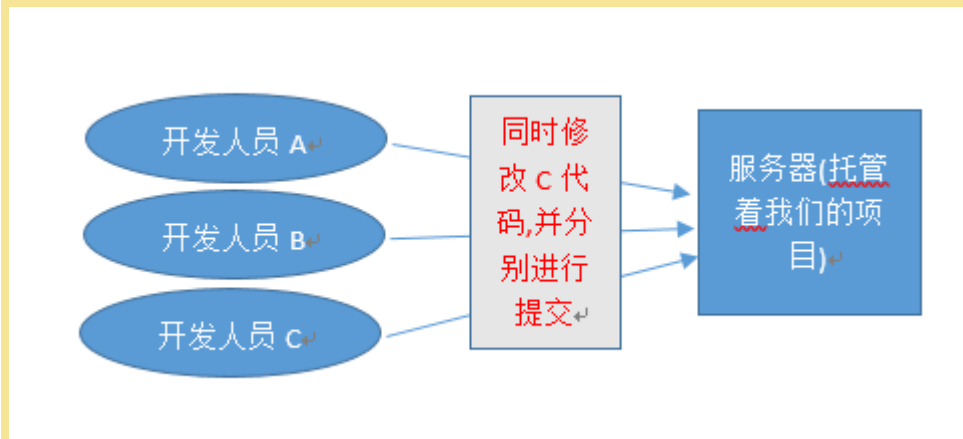 开发人员 A
开发人员 B
开发人员 C
同时修
改 C 代
码,并分
别进行
提交
服务器(托管
着我们的项
目)